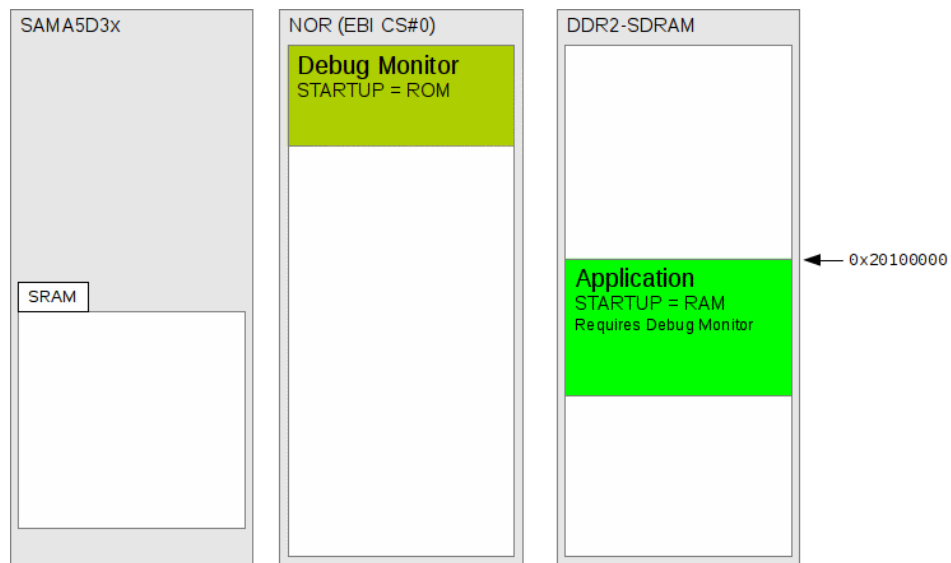 SAMA5D3x
SRAM
NOR (EBI CS#0)
Debug Monitor
STARTUP = ROM
DDR2-SDRAM
Application
STARTUP = RAM
Requires Debug Monitor
0x20100000